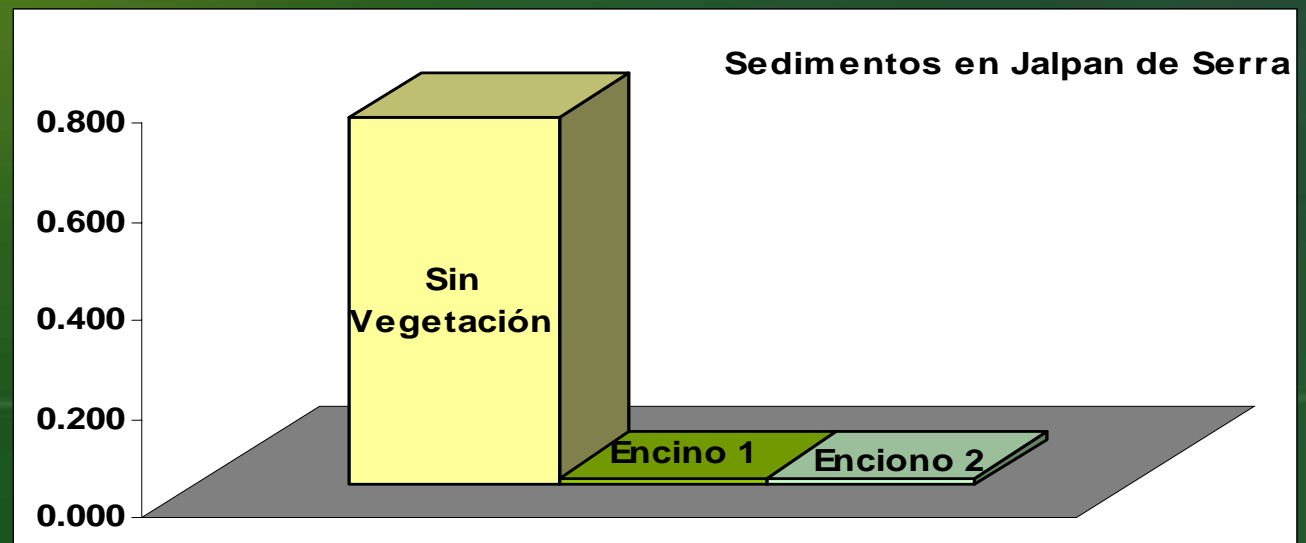 Sedimentos en Jalpan de Serra
0.800
0.600
0.400
0.200
0.000
Sin
Vegetación
Encino 1
Enciono 2